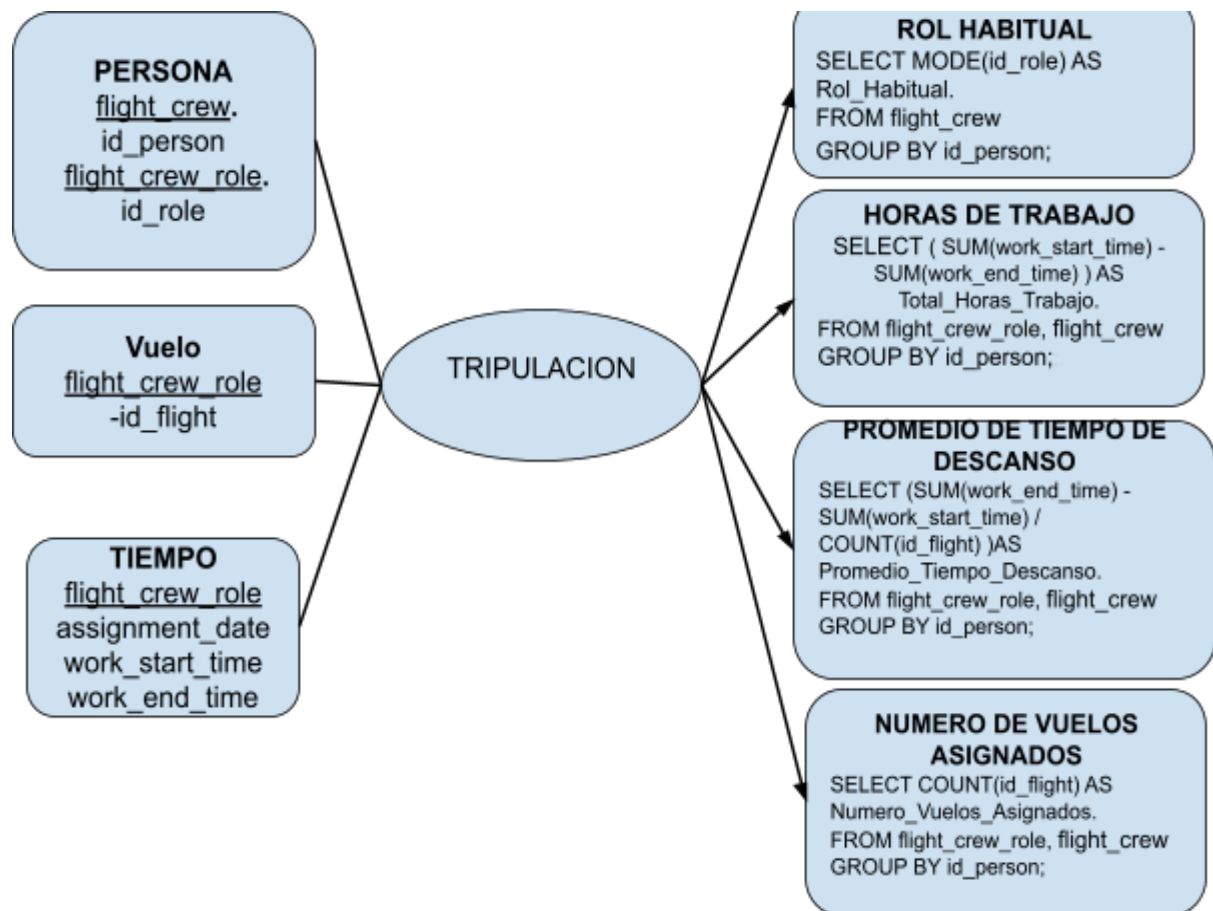 PERSONA
flight_crew.
id_person
flight_crew_role.
id_role
Vuelo
flight_crew_role
-id_flight
TIEMPO
flight_crew_role
assignment_date
work_start_time
work_end_time
TRIPULACION
ROL HABITUAL
SELECT MODE(id_role) AS
Rol_Habitual.
FROM flight_crew
GROUP BY id_person;
HORAS DE TRABAJO
SELECT ( SUM(work_start_time) -
SUM(work_end_time) ) AS
Total_Horas_Trabajo.
FROM flight_crew_role, flight_crew
GROUP BY id_person;
PROMEDIO DE TIEMPO DE
DESCANSO
SELECT (SUM(work_end_time) -
SUM(work_start_time) /
COUNT(id_flight) )AS
Promedio_Tiempo_Descanso.
FROM flight_crew_role, flight_crew
GROUP BY id_person;
NUMERO DE VUELOS
ASIGNADOS
SELECT COUNT(id_flight) AS
Numero_Vuelos_Asignados.
FROM flight_crew_role, flight_crew
GROUP BY id_person;